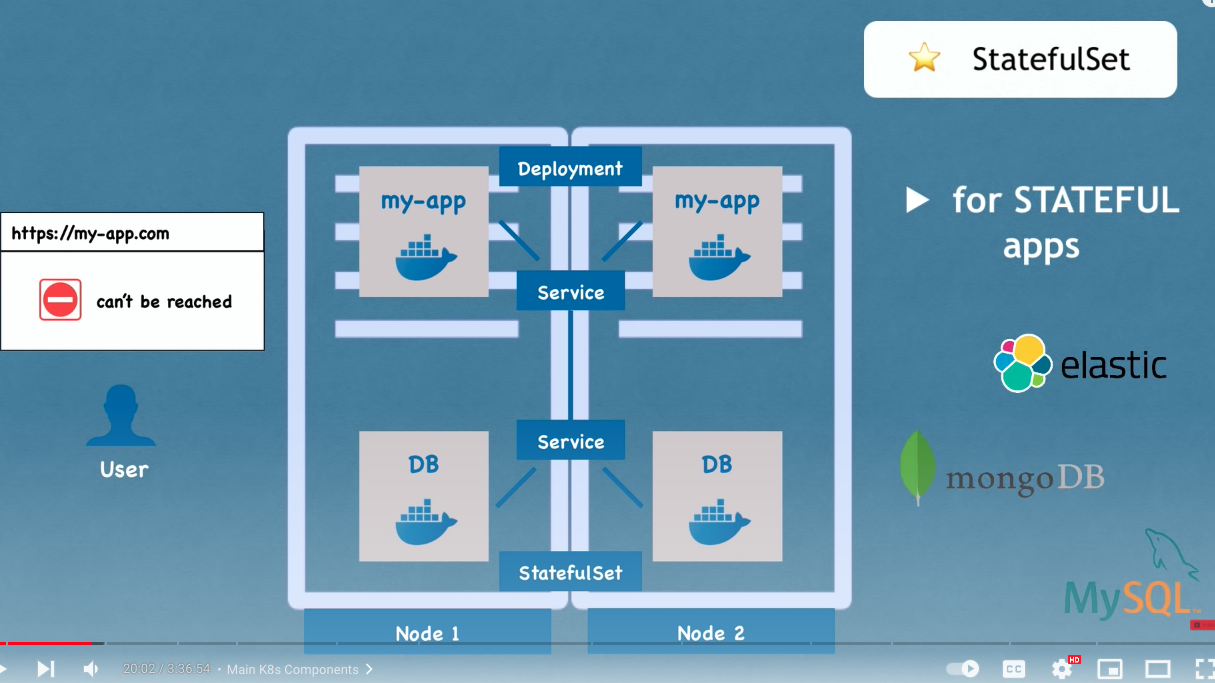 StatefulSet
Deployment
my-app
my-app
for STATEFUL
apps
https://my-app.com
can't be reached
Service
elastic
Service
DB
DB
User
mongoDB
StatefulSet
MySQL
Node 1
Node 2
20:02 / 3:36:54 • Main K8s Components
CC
HD